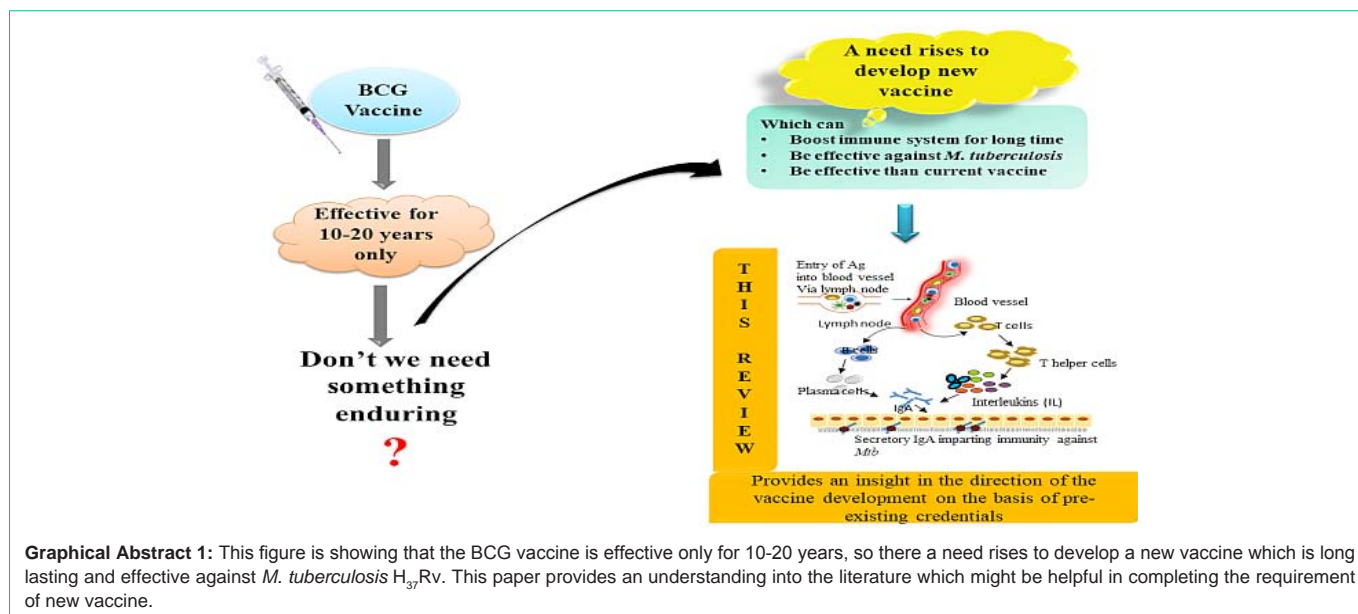 BCG
Vaccine
Effective for
10-20 years
only
Don't we need
something
enduring
?
A need rises to
develop new
vaccine
Which can
• Boost immune system for long time
• Be effective against M. tuberculosis
• Be effective than current vaccine
THIS REVIEW
Entry of Ag
into blood vessel
Via lymph node
Blood vessel
Lymph node
T cells
B cells
T helper cells
Plasma cells
IgA
Interleukins (IL)
Secretory IgA imparting immunity against
Mtb
Provides an insight in the direction of the
vaccine development on the basis of pre-
existing credentials
Graphical Abstract 1: This figure is showing that the BCG vaccine is effective only for 10-20 years, so there a need rises to develop a new vaccine which is long
lasting and effective against M. tuberculosis H37Rv. This paper provides an understanding into the literature which might be helpful in completing the requirement
of new vaccine.